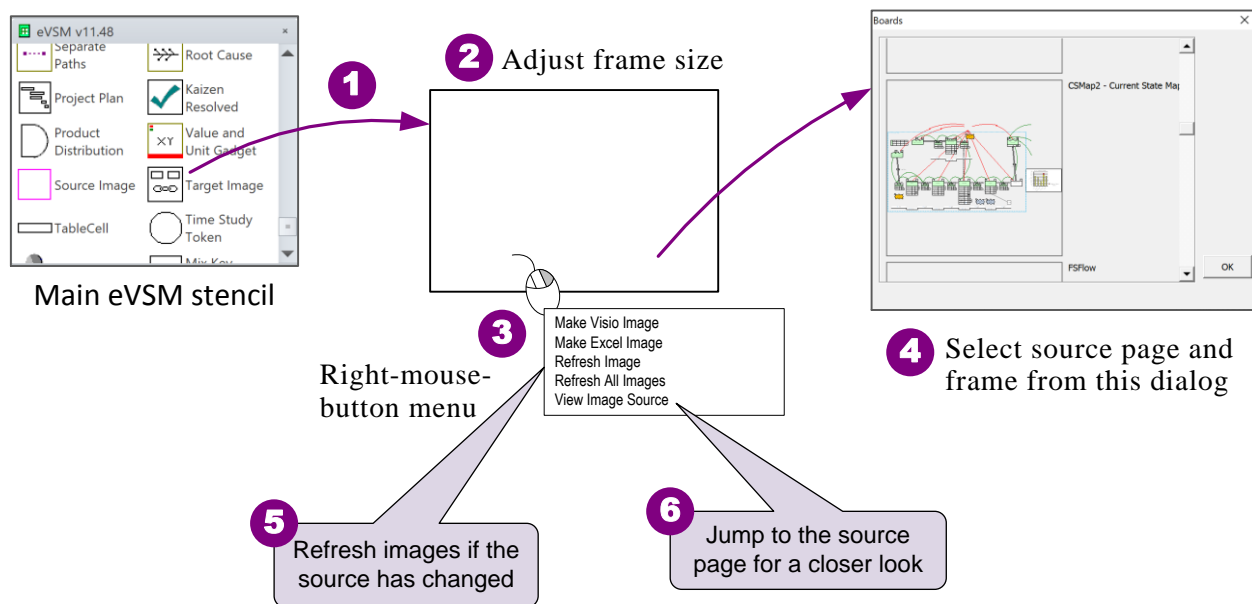 eVSM v11.48
Separate
Paths
Root Cause
Project Plan
Kaizen
Resolved
Product
Distribution
XY
Value and
Unit Gadget
Source Image
Target Image
TableCell
Time Study
Token
Mix Key
Main eVSM stencil
1
2 Adjust frame size
3
Right-mouse-
button menu
Make Visio Image
Make Excel Image
Refresh Image
Refresh All Images
View Image Source
Boards
CSMap2 - Current State Map
FSFlow
OK
4 Select source page and
frame from this dialog
5
Refresh images if the
source has changed
6
Jump to the source
page for a closer look